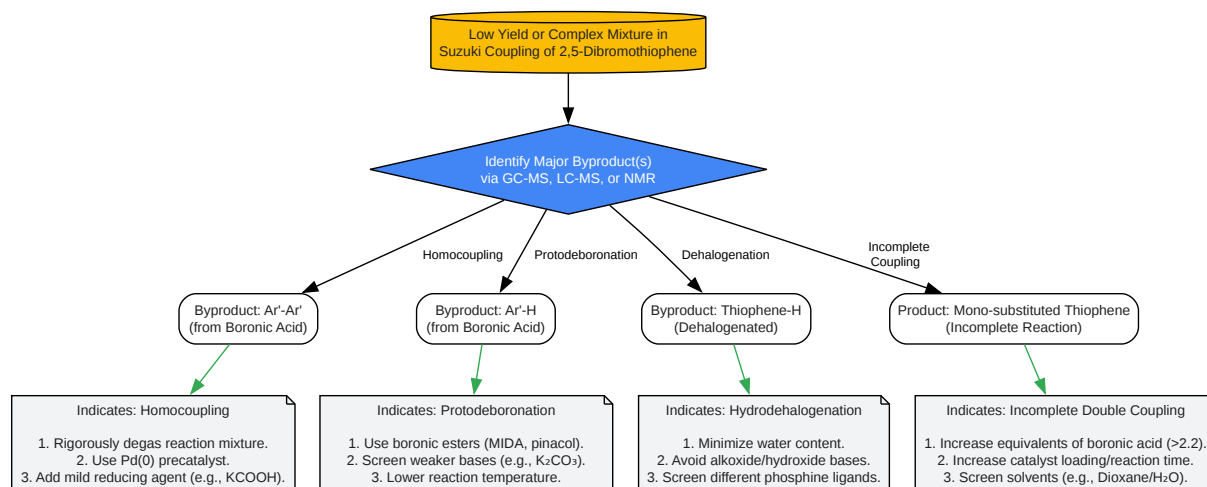 Low Yield or Complex Mixture in
Suzuki Coupling of 2,5-Dibromothiophene
Identify Major Byproduct(s)
via GC-MS, LC-MS, or NMR
Homocoupling
Protodeboronation
Dehalogenation
Incomplete
Coupling
Byproduct: Ar'-Ar'
(from Boronic Acid)
Byproduct: Ar'-H
(from Boronic Acid)
Byproduct: Thiophene-H
(Dehalogenated)
Product: Mono-substituted Thiophene
(Incomplete Reaction)
Indicates: Homocoupling
1. Rigorously degas reaction mixture.
2. Use Pd(0) precatalyst.
3. Add mild reducing agent (e.g., KCOOH).
Indicates: Protodeboronation
1. Use boronic esters (MIDA, pinacol).
2. Screen weaker bases (e.g., K₂CO₃).
3. Lower reaction temperature.
Indicates: Hydrodehalogenation
1. Minimize water content.
2. Avoid alkoxide/hydroxide bases.
3. Screen different phosphine ligands.
Indicates: Incomplete Double Coupling
1. Increase equivalents of boronic acid (>2.2).
2. Increase catalyst loading/reaction time.
3. Screen solvents (e.g., Dioxane/H₂O).